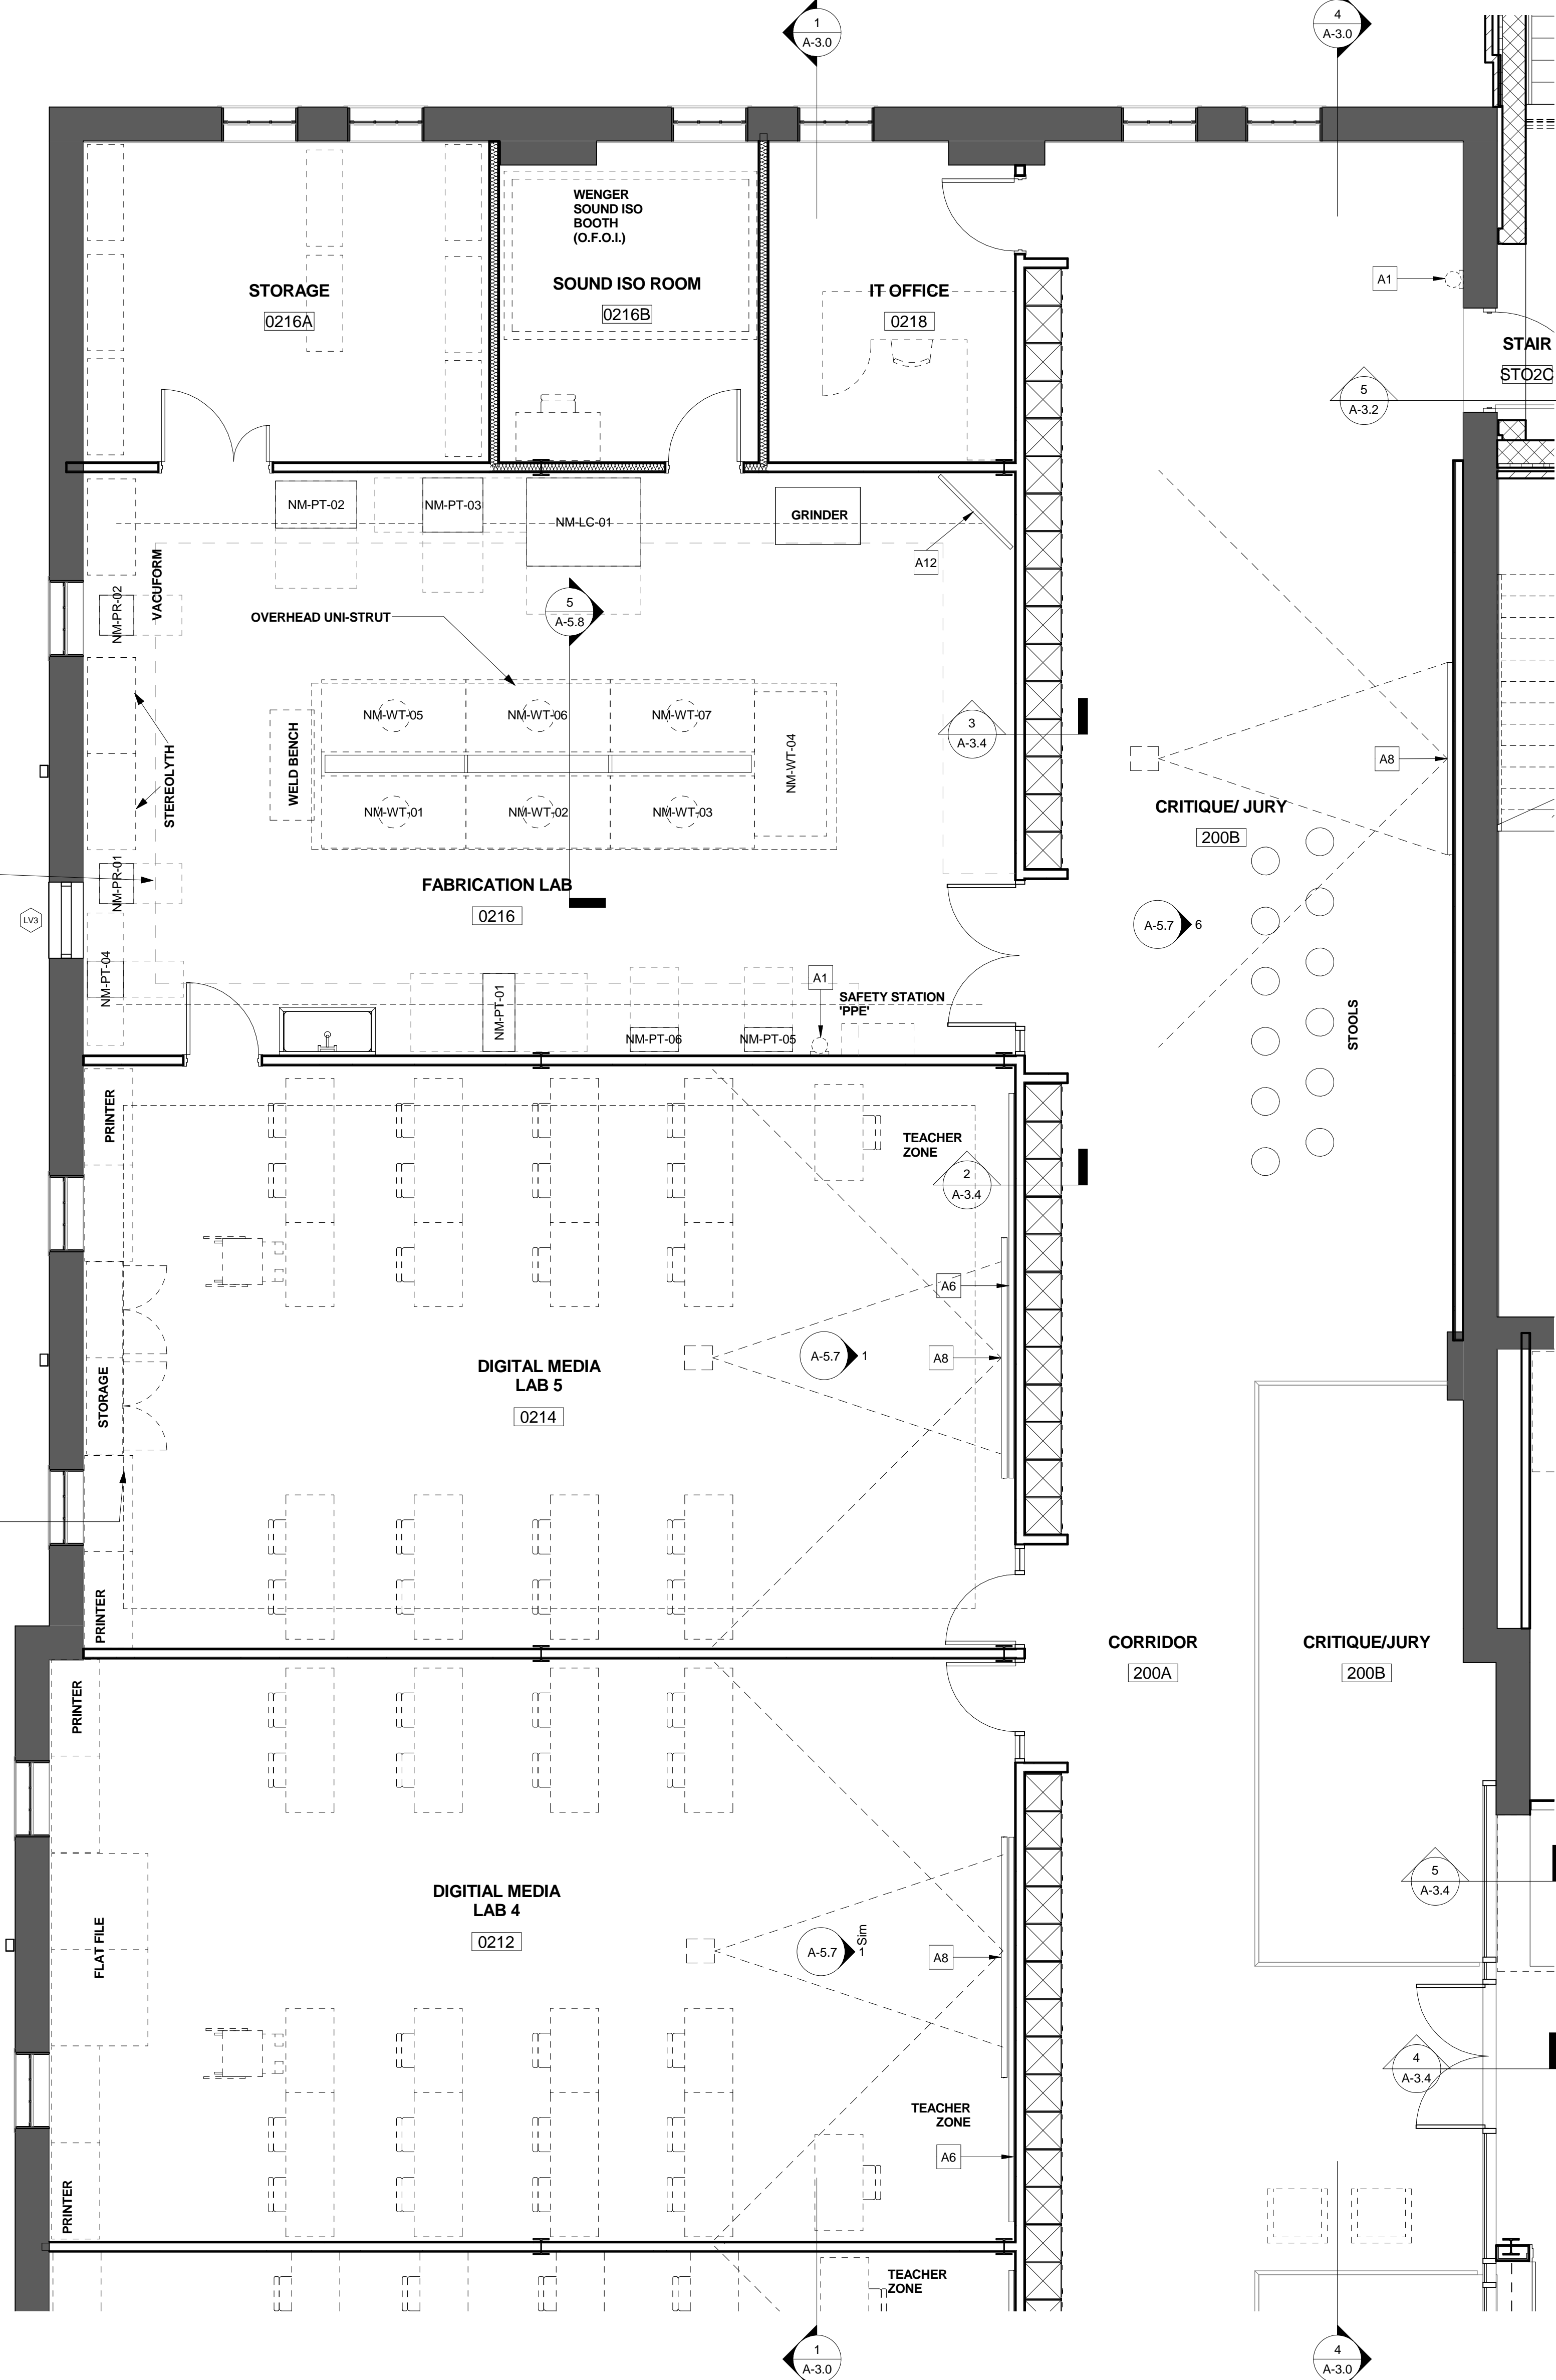 1
A-3.0
4
A-3.0
WENGER
SOUND ISO
BOOTH
(O.F.O.I.)
STORAGE
0216A
SOUND ISO ROOM
0216B
IT OFFICE
0218
A1
STAIR
5
A-3.2
NM-PT-02
NM-PT-03
NM-LC-01
GRINDER
A12
VACUFORM
NM-PR-02
OVERHEAD UNI-STRUT
5
A-5.8
NM-WT-05
NM-WT-06
NM-WT-07
NM-WT-04
WELD BENCH
STEREOLYTH
NM-WT-01
NM-WT-02
NM-WT-03
3
A-3.4
A8
CRITIQUE/ JURY
200B
NM-PR-01
FABRICATION LAB
0216
LV3
A-5.7
6
NM-PT-04
NM-PT-01
A1
SAFETY STATION
'PPE'
NM-PT-06
NM-PT-05
STOOLS
PRINTER
TEACHER
ZONE
2
A-3.4
A6
A-5.7
1
A8
DIGITAL MEDIA
LAB 5
0214
STORAGE
PRINTER
CORRIDOR
200A
CRITIQUE/JURY
200B
PRINTER
DIGITIAL MEDIA
LAB 4
0212
FLAT FILE
A-5.7
1
Sim
A8
5
A-3.4
4
A-3.4
TEACHER
ZONE
A6
PRINTER
TEACHER
ZONE
1
A-3.0
4
A-3.0